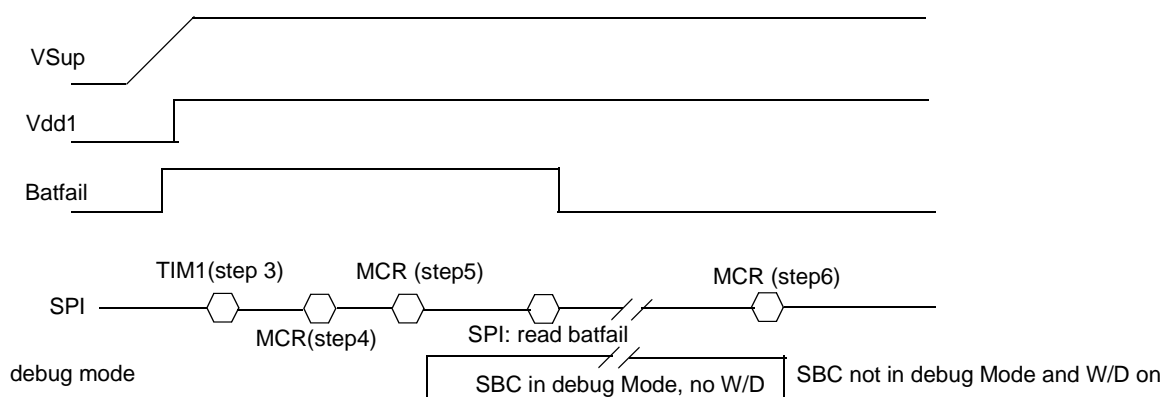 VSup
Vdd1
Batfail
TIM1(step 3)
MCR (step5)
MCR (step6)
SPI
MCR(step4)
SPI: read batfail
debug mode
SBC in debug Mode, no W/D
SBC not in debug Mode and W/D on